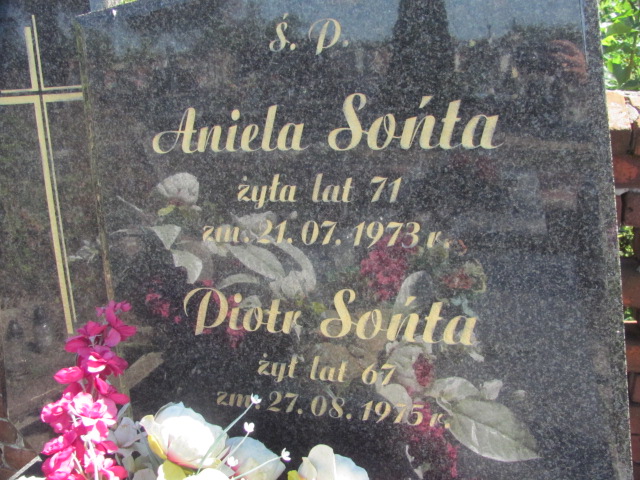 ś. P.
Aniela Sońta
żyła lat 71
zm. 21.07.1973 r.
Piotr Sońta
żył lat 67
zm. 27.08.1975 r.